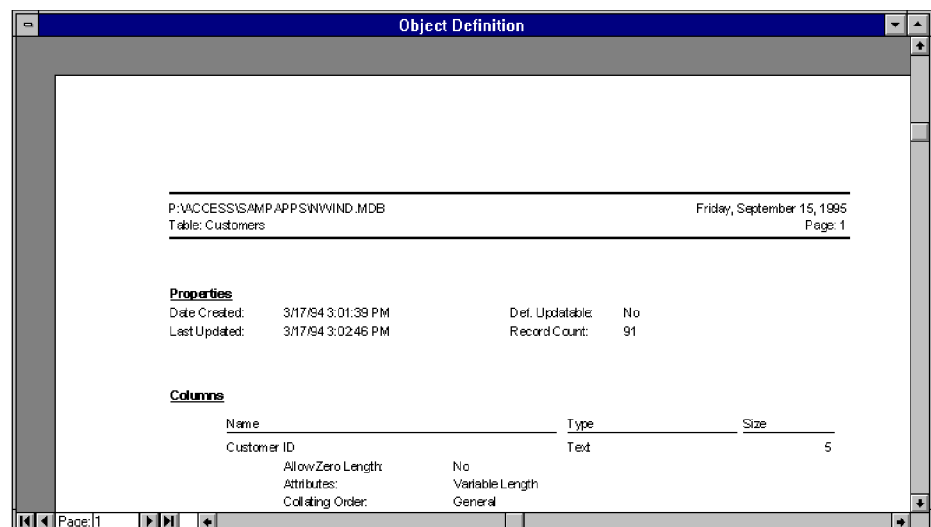 Object Definition
P:\ACCESS\SAMPAPPS\NWIND.MDB Friday, September 15, 1995
Table: Customers Page: 1
Properties
Date Created: 3/17/94 3:01:39 PM Def. Updatable: No
Last Updated: 3/17/94 3:02:46 PM Record Count: 91
Columns
Name Type Size
Customer ID Text 5
Allow Zero Length: No
Attributes: Variable Length
Collating Order: General
Page: 1